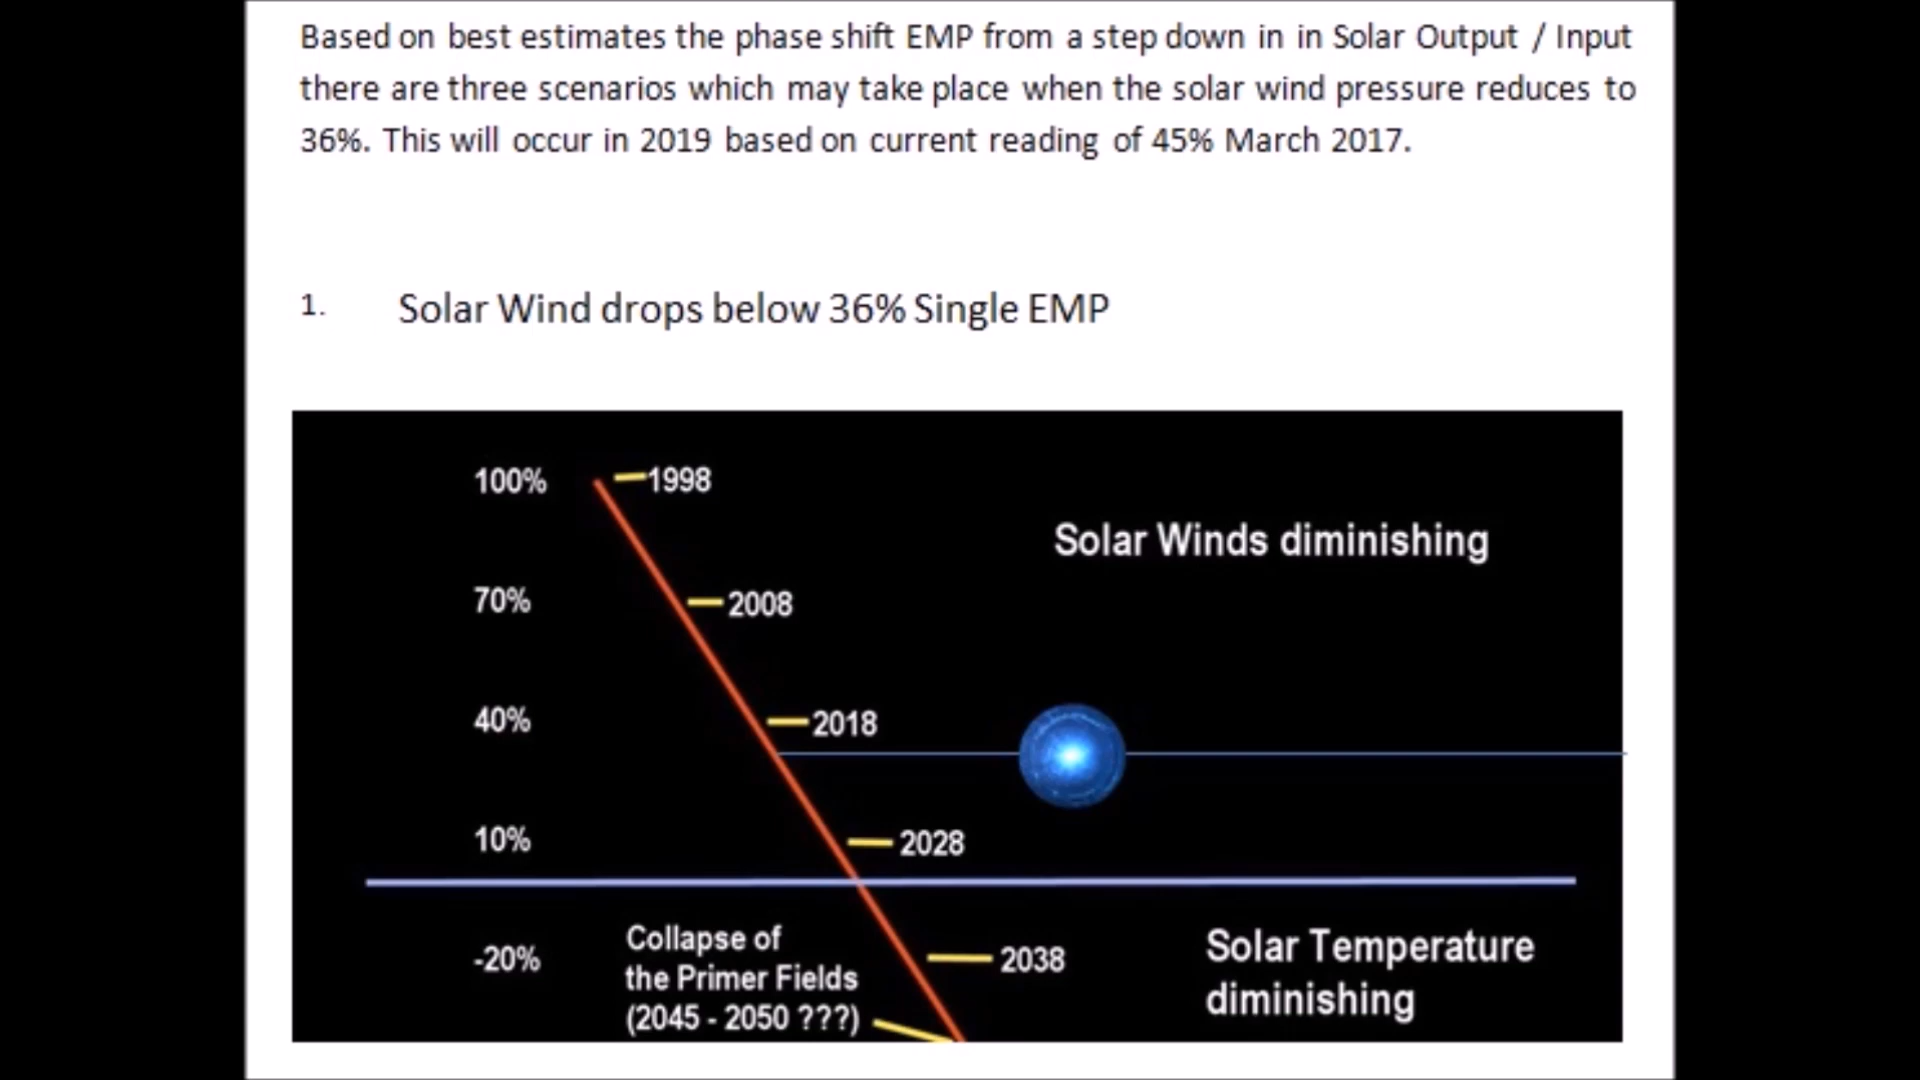 Based on best estimates the phase shift EMP from a step down in in Solar Output / Input
there are three scenarios which may take place when the solar wind pressure reduces to
36%. This will occur in 2019 based on current reading of 45% March 2017.
1. Solar Wind drops below 36% Single EMP
100% 1998
Solar Winds diminishing
70% 2008
40% 2018
10% 2028
Collapse of
the Primer Fields
(2045 - 2050 ???)
-20% 2038
Solar Temperature
diminishing